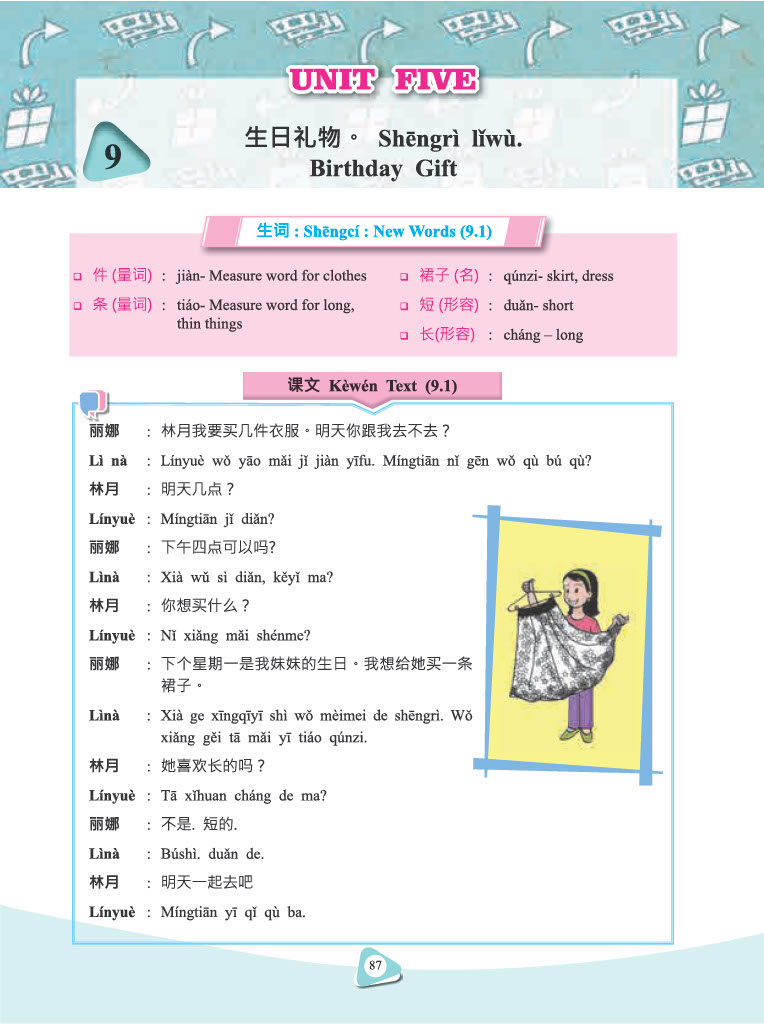 UNIT FIVE
9
生日礼物。 Shēngrì lǐwù.
Birthday Gift
生词 : Shēngcí : New Words (9.1)
❑ 件 (量词) : jiàn- Measure word for clothes
❑ 条 (量词) : tiáo- Measure word for long,
thin things
❑ 裙子 (名) : qúnzi- skirt, dress
❑ 短 (形容) : duǎn- short
❑ 长(形容) : cháng – long
课文 Kèwén Text (9.1)
丽娜 : 林月我要买几件衣服。明天你跟我去不去？
Lì nà : Línyuè wǒ yāo mǎi jǐ jiàn yīfu. Míngtiān nǐ gēn wǒ qù bú qù?
林月 : 明天几点？
Línyuè : Míngtiān jǐ diǎn?
丽娜 : 下午四点可以吗?
Lìnà : Xià wǔ sì diǎn, kěyǐ ma?
林月 : 你想买什么？
Línyuè : Nǐ xiǎng mǎi shénme?
丽娜 : 下个星期一是我妹妹的生日。我想给她买一条
裙子。
Lìnà : Xià ge xīngqīyī shì wǒ mèimei de shēngrì. Wǒ
xiǎng gěi tā mǎi yī tiáo qúnzi.
林月 : 她喜欢长的吗？
Línyuè : Tā xǐhuan cháng de ma?
丽娜 : 不是. 短的.
Lìnà : Búshì. duǎn de.
林月 : 明天一起去吧
Línyuè : Míngtiān yī qǐ qù ba.
87